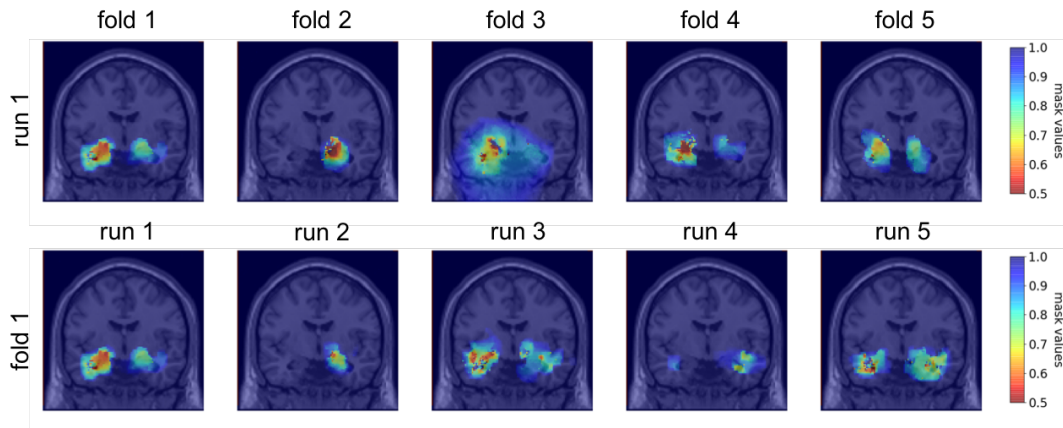 fold 1 fold 2 fold 3 fold 4 fold 5
run 1
1.0
0.9
0.8
0.7
0.6
0.5
mask values
run 1 run 2 run 3 run 4 run 5
fold 1
1.0
0.9
0.8
0.7
0.6
0.5
mask values